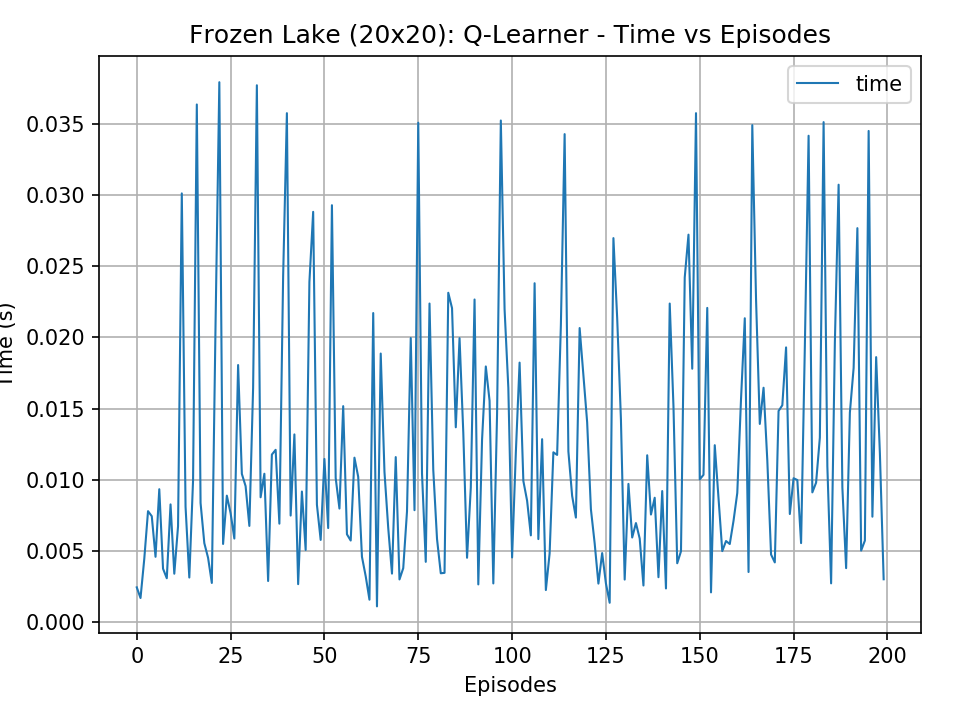 Frozen Lake (20x20): Q-Learner - Time vs Episodes
time
0.035
0.030
0.025
0.020
0.015
0.010
0.005
0.000
Time (s)
0 25 50 75 100 125 150 175 200
Episodes